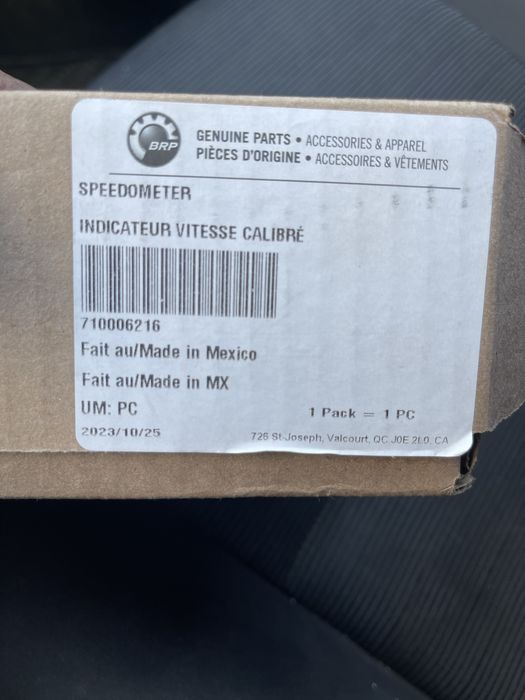 BRP
GENUINE PARTS • ACCESSORIES & APPAREL
PIÈCES D'ORIGINE • ACCESSOIRES & VÊTEMENTS
SPEEDOMETER
INDICATEUR VITESSE CALIBRÉ
710006216
Fait au/Made in Mexico
Fait au/Made in MX
UM: PC
1 Pack = 1 PC
2023/10/25
726 St-Joseph, Valcourt, QC J0E 2L0, CA